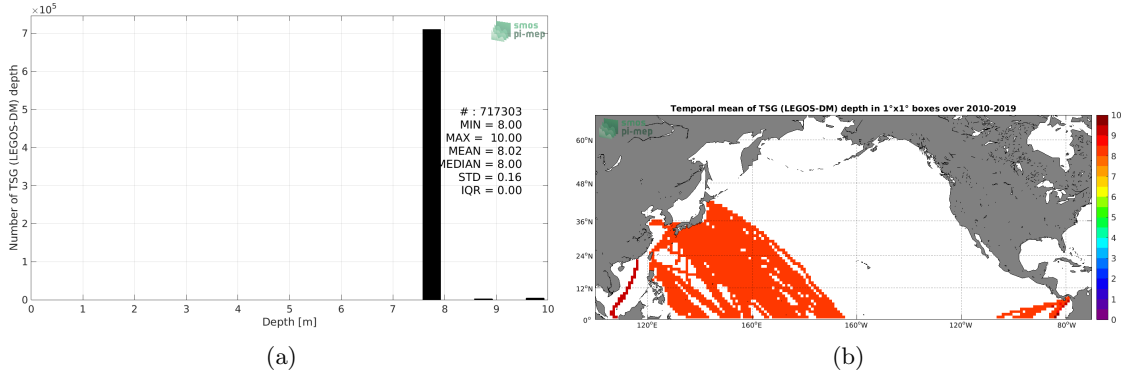 ×10⁵
7
6
5
4
3
2
1
0
Number of TSG (LEGOS-DM) depth
0 1 2 3 4 5 6 7 8 9 10
Depth [m]
smos
pi-mep
# : 717303
MIN = 8.00
MAX = 10.00
MEAN = 8.02
MEDIAN = 8.00
STD = 0.16
IQR = 0.00
(a)
Temporal mean of TSG (LEGOS-DM) depth in 1°x1° boxes over 2010-2019
smos
pi-mep
60°N
48°N
36°N
24°N
12°N
0°
120°E 160°E 160°W 120°W 80°W
10
9
8
7
6
5
4
3
2
1
0
(b)